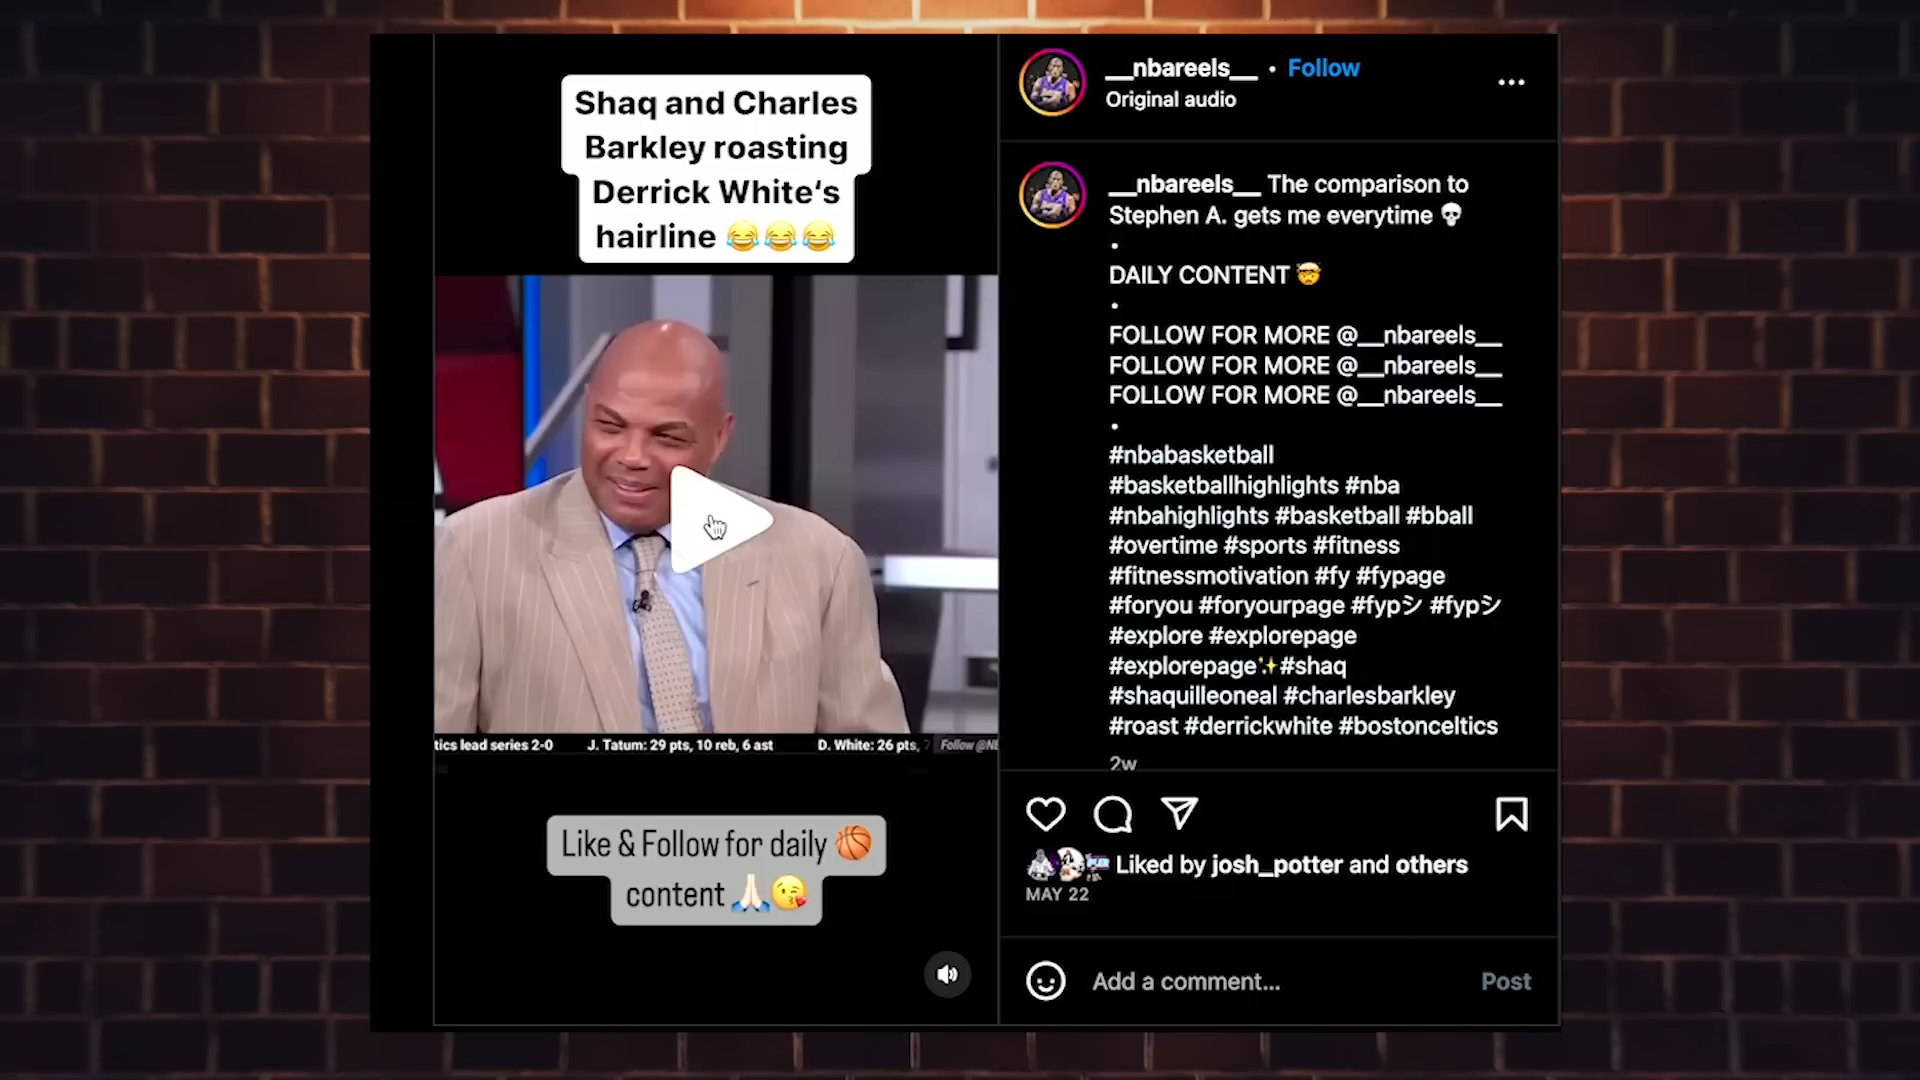 Shaq and Charles
Barkley roasting
Derrick White‘s
hairline 😂😂😂
tics lead series 2-0 J. Tatum: 29 pts, 10 reb, 6 ast D. White: 26 pts, Follow
Like & Follow for daily 🏀
content 🙏🏻😘
__nbareels__ • Follow
Original audio
__nbareels__ The comparison to
Stephen A. gets me everytime 💀
•
DAILY CONTENT 🤯
•
FOLLOW FOR MORE @__nbareels__
FOLLOW FOR MORE @__nbareels__
FOLLOW FOR MORE @__nbareels__
•
#nbabasketball
#basketballhighlights #nba
#nbahighlights #basketball #bball
#overtime #sports #fitness
#fitnessmotivation #fy #fypage
#foryou #foryourpage #fypシ #fypシ
#explore #explorepage
#explorepage✨#shaq
#shaquilleoneal #charlesbarkley
#roast #derrickwhite #bostonceltics
2w
Liked by josh_potter and others
MAY 22
Add a comment... Post